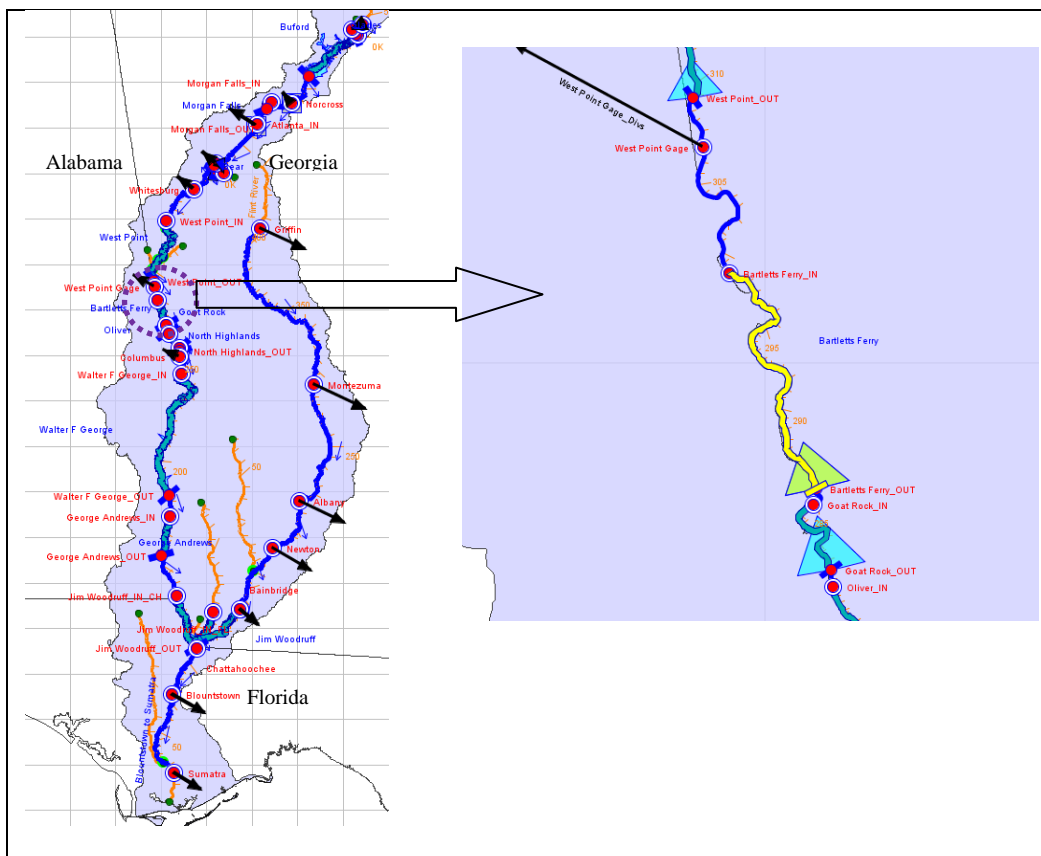 Buford
0K
Morgan Falls_IN
Morgan Falls
Norcross
Morgan Falls_OUT
Atlanta_IN
Alabama
Georgia
0K
Whitesburg
Flint River
West Point_IN
Griffin
West Point
West Point_OUT
West Point Gage
350
Bartletts Ferry
Goat Rock
Oliver
North Highlands
North Highlands_OUT
Columbus
Walter F George_IN
Montezuma
Walter F George
250
200
50
Walter F George_OUT
Albany
George Andrews_IN
George Andrews
George Andrews_OUT
Newton
Jim Woodruff_IN_CH
Bainbridge
Jim Woodruff
Jim Woodruff_OUT
Chattahoochee
Blountstown
Florida
Blountstown to Sumatra
50
Sumatra
West Point Gage_Divs
310
West Point_OUT
West Point Gage
305
Bartletts Ferry_IN
295
Bartletts Ferry
290
Bartletts Ferry_OUT
Goat Rock_IN
Goat Rock_OUT
Oliver_IN